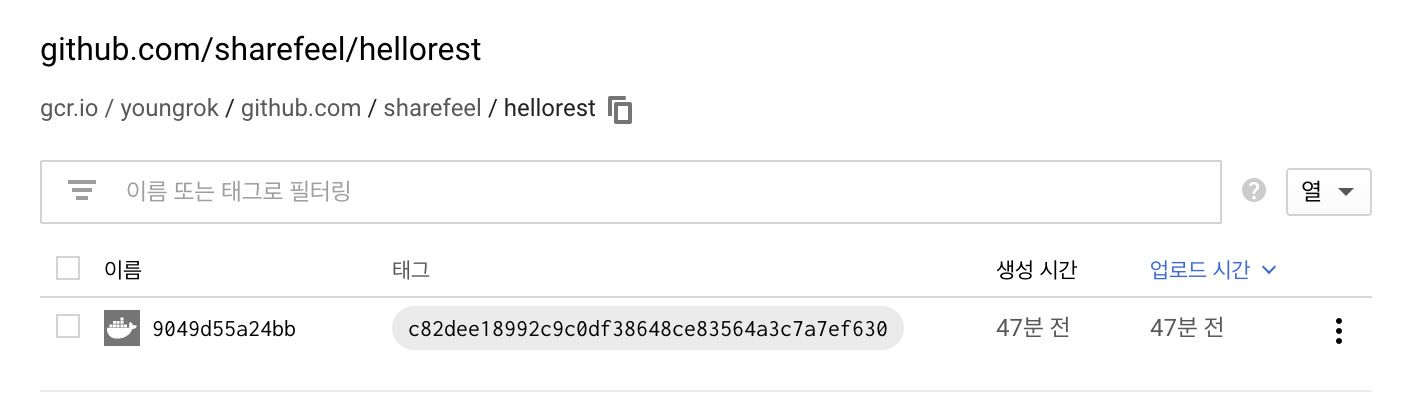 github.com/sharefeel/hellorest
gcr.io / youngrok / github.com / sharefeel / hellorest
이름 또는 태그로 필터링
?
열
이름 태그 생성 시간 업로드 시간
9049d55a24bb c82dee18992c9c0df38648ce83564a3c7a7ef630 47분 전 47분 전